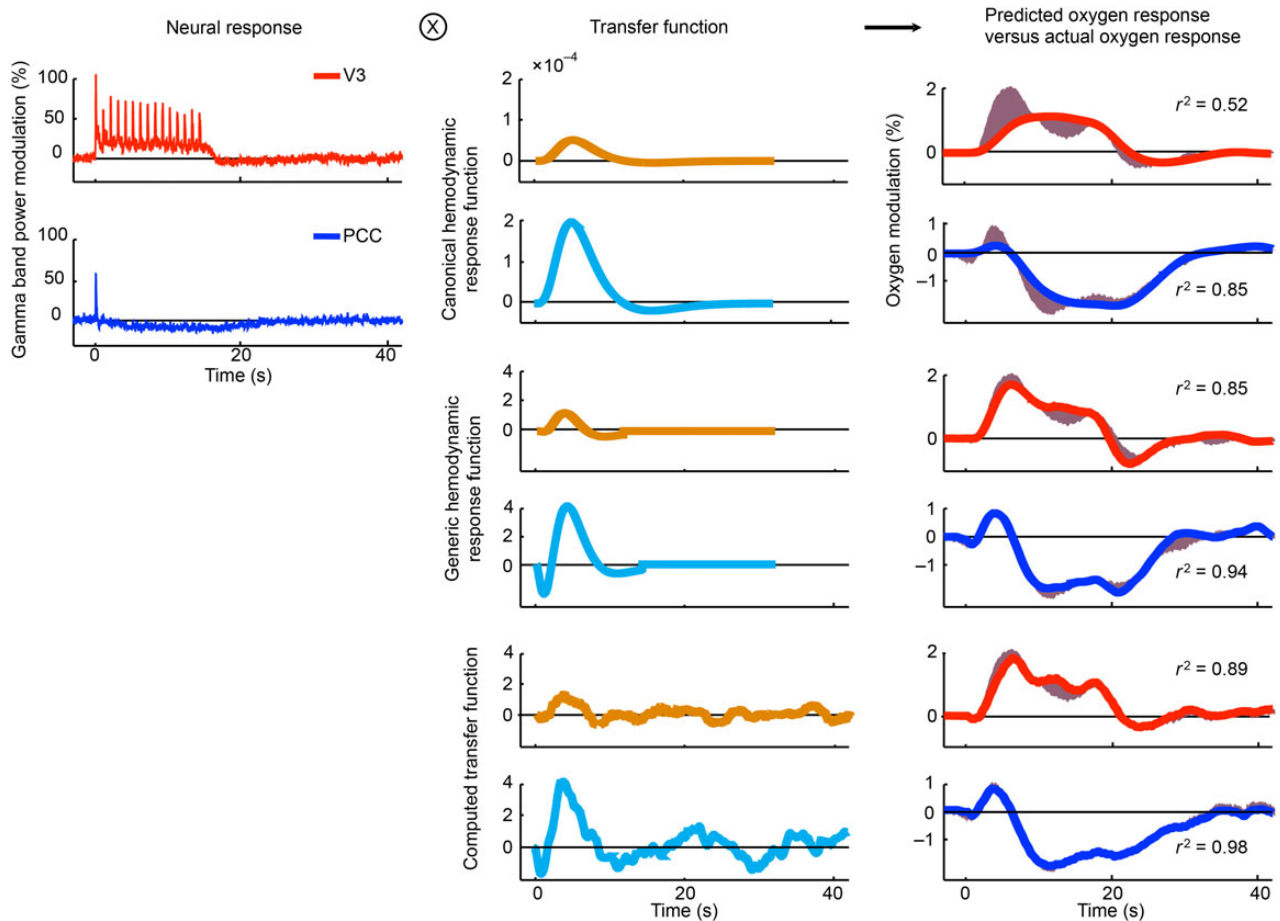 Neural response
Ⓧ
Transfer function
Predicted oxygen response
versus actual oxygen response
Gamma band power modulation (%)
100
50
0
V3
100
50
0
PCC
0
20
40
Time (s)
Canonical hemodynamic
response function
×10⁻⁴
2
1
0
2
1
0
Generic hemodynamic
response function
4
2
0
4
2
0
Computed transfer function
4
2
0
4
2
0
0
20
40
Time (s)
Oxygen modulation (%)
2
0
r² = 0.52
1
0
−1
r² = 0.85
2
0
r² = 0.85
1
0
−1
r² = 0.94
2
0
r² = 0.89
1
0
−1
r² = 0.98
0
20
40
Time (s)